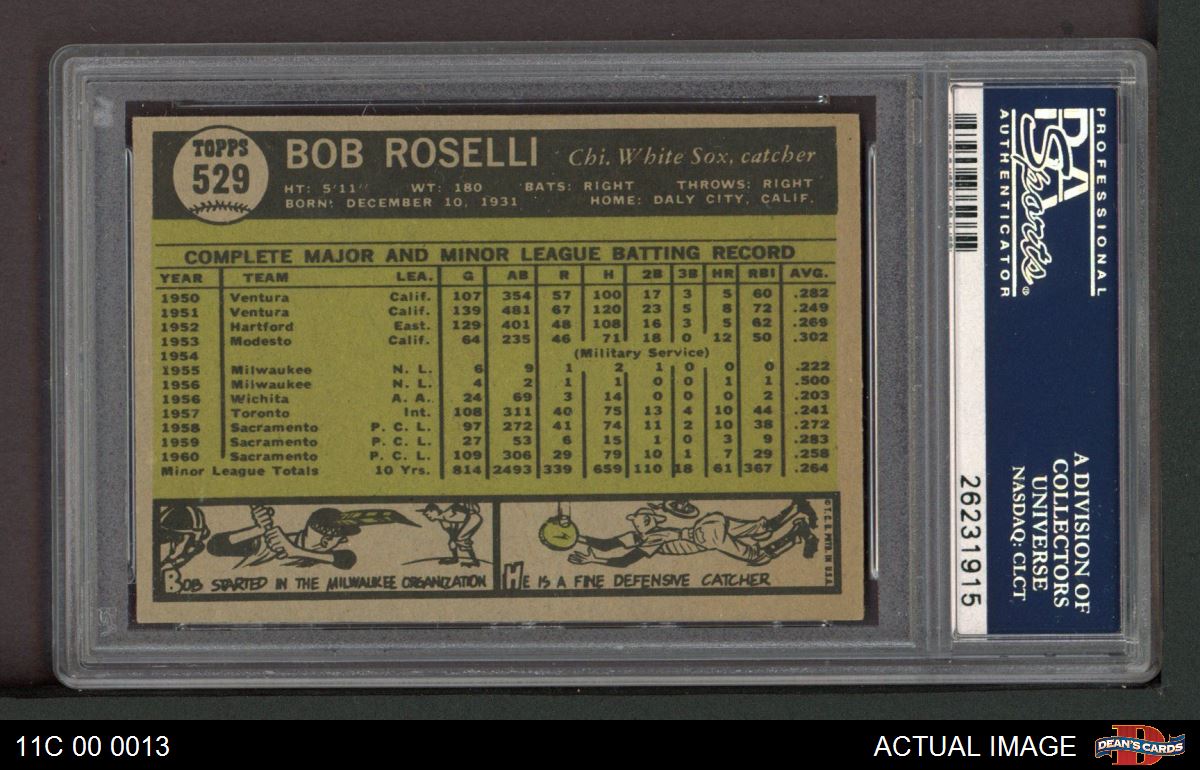 TOPPS
529
BOB ROSELLI Chi. White Sox, catcher
HT: 5'11" WT: 180 BATS: RIGHT THROWS: RIGHT
BORN: DECEMBER 10, 1931 HOME: DALY CITY, CALIF.
COMPLETE MAJOR AND MINOR LEAGUE BATTING RECORD
YEAR TEAM LEA. G AB R H 2B 3B HR RBI AVG.
1950 Ventura Calif. 107 354 57 100 17 3 5 60 .282
1951 Ventura Calif. 139 481 67 120 23 5 8 72 .249
1952 Hartford East. 129 401 48 108 16 3 5 62 .269
1953 Modesto Calif. 64 235 46 71 18 0 12 50 .302
1954 (Military Service)
1955 Milwaukee N. L. 6 9 1 2 1 0 0 0 .222
1956 Milwaukee N. L. 4 2 1 1 0 0 1 1 .500
1956 Wichita A. A. 24 69 3 14 0 0 0 2 .203
1957 Toronto Int. 108 311 40 75 13 4 10 44 .241
1958 Sacramento P. C. L. 97 272 41 74 11 2 10 38 .272
1959 Sacramento P. C. L. 27 53 6 15 1 0 3 9 .283
1960 Sacramento P. C. L. 109 306 29 79 10 1 7 29 .258
Minor League Totals 10 Yrs. 814 2493 339 659 110 18 61 367 .264
BOB STARTED IN THE MILWAUKEE ORGANIZATION
HE IS A FINE DEFENSIVE CATCHER
© T.C.G. PRTD. IN U.S.A.
PROFESSIONAL
PSA
Sports
AUTHENTICATOR
A DIVISION OF
COLLECTORS
UNIVERSE
NASDAQ: CLCT
26231915
11C 00 0013
ACTUAL IMAGE
D
DEAN'S CARDS